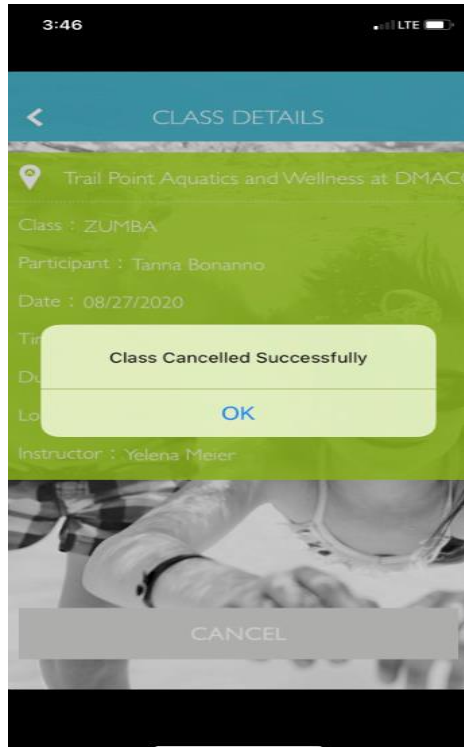 3:46
LTE
CLASS DETAILS
Trail Point Aquatics and Wellness at DMAC
Class : ZUMBA
Participant : Tanna Bonanno
Date : 08/27/2020
Class Cancelled Successfully
OK
Instructor : Yelena Meier
CANCEL